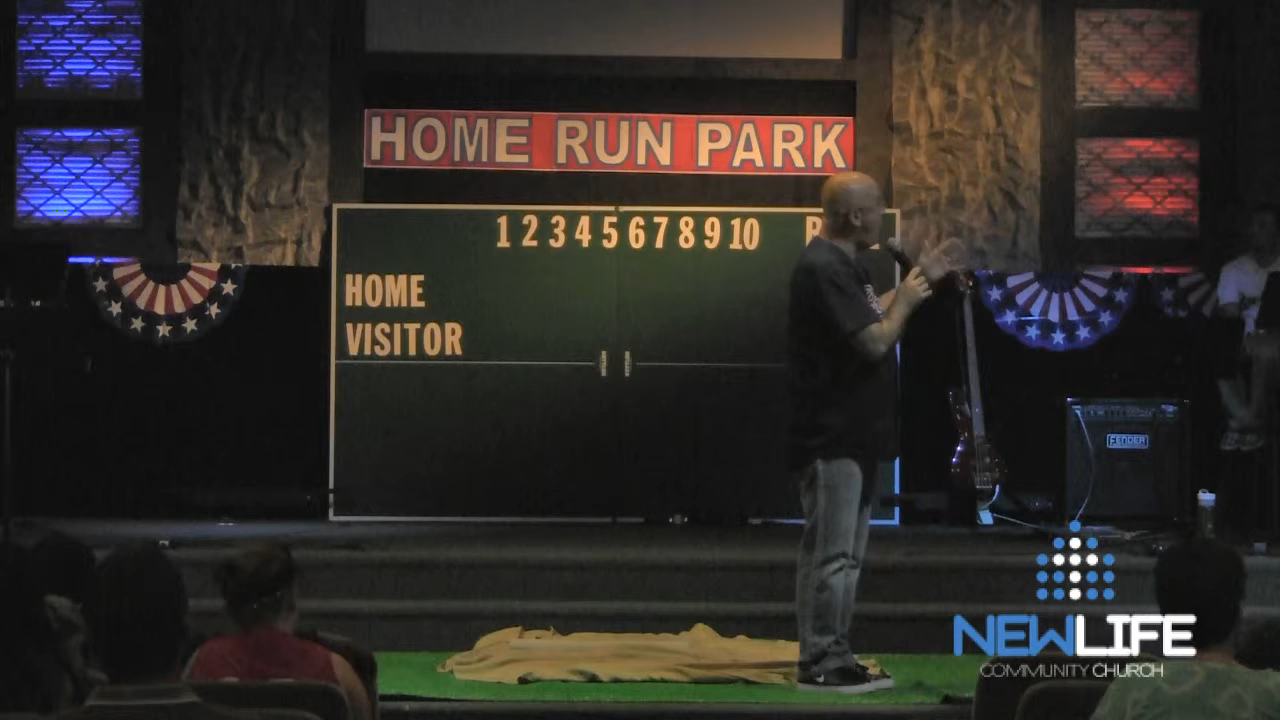 HOME RUN PARK
1 2 3 4 5 6 7 8 9 10
HOME
VISITOR
FENDER
NEWLIFE
COMMUNITY CHURCH